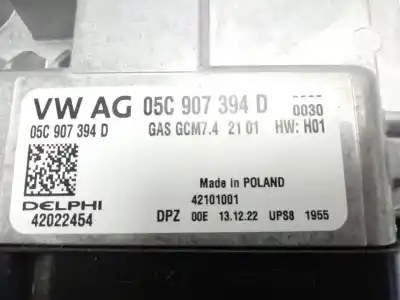 VW AG 05C 907 394 D 0030
05C 907 394 D GAS GCM7.4 21 01 HW: H01
Made in POLAND
42101001
DELPHI
42022454 DPZ 00E 13.12.22 UPS8 1955